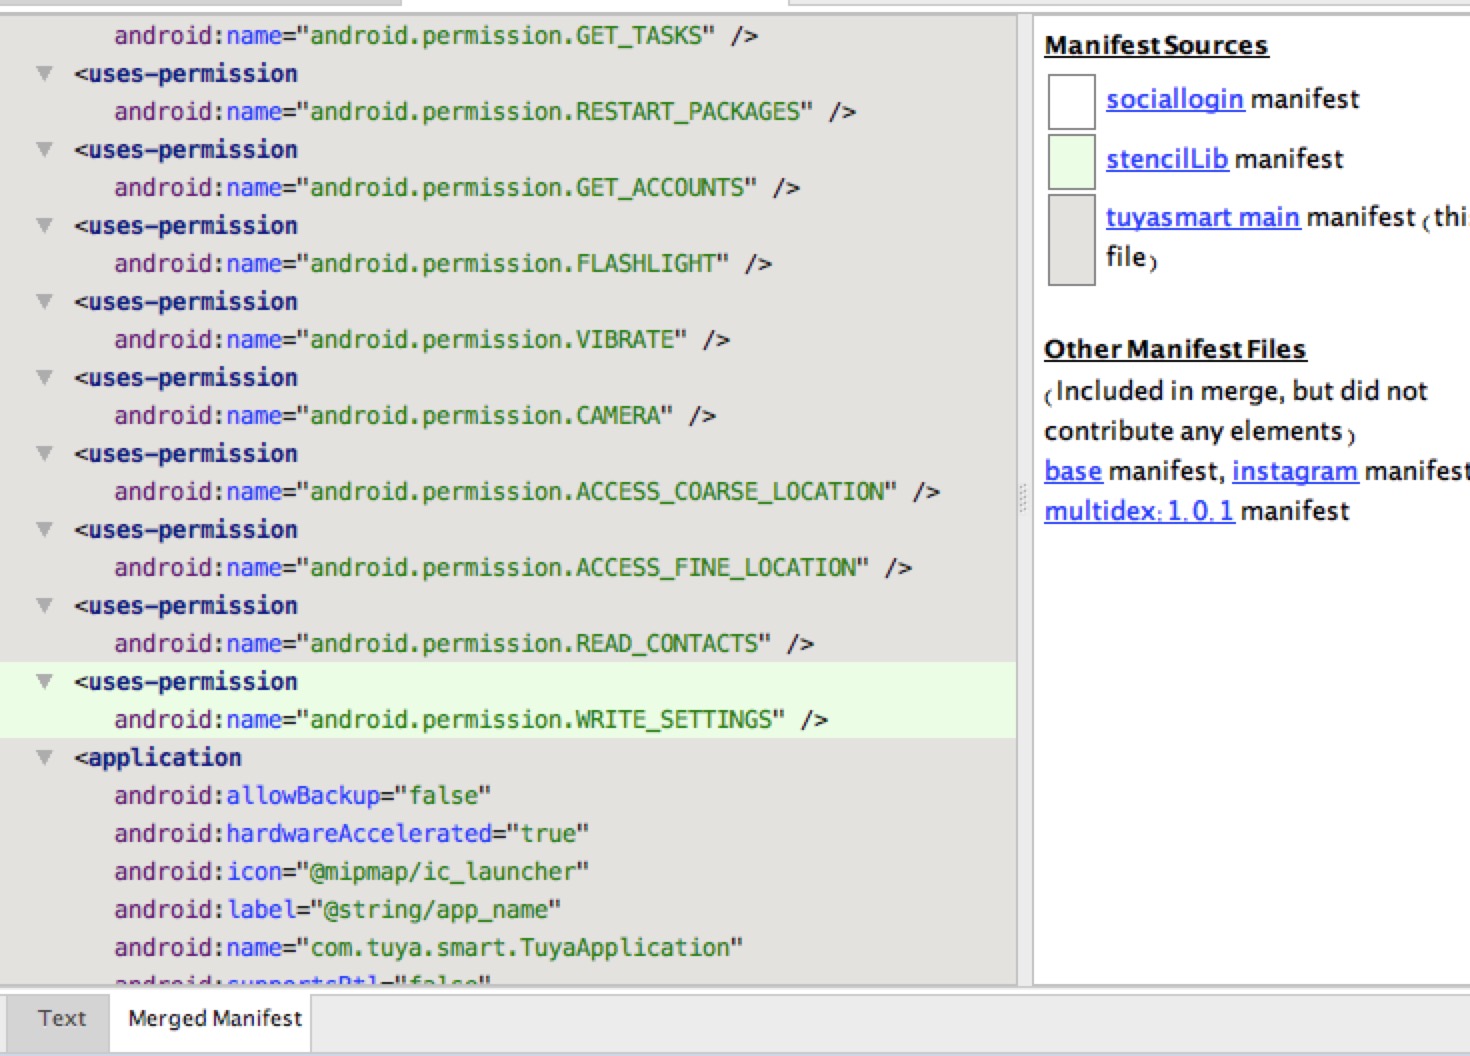 android:name="android.permission.GET_TASKS" />
<uses-permission
android:name="android.permission.RESTART_PACKAGES" />
<uses-permission
android:name="android.permission.GET_ACCOUNTS" />
<uses-permission
android:name="android.permission.FLASHLIGHT" />
<uses-permission
android:name="android.permission.VIBRATE" />
<uses-permission
android:name="android.permission.CAMERA" />
<uses-permission
android:name="android.permission.ACCESS_COARSE_LOCATION" />
<uses-permission
android:name="android.permission.ACCESS_FINE_LOCATION" />
<uses-permission
android:name="android.permission.READ_CONTACTS" />
<uses-permission
android:name="android.permission.WRITE_SETTINGS" />
<application
android:allowBackup="false"
android:hardwareAccelerated="true"
android:icon="@mipmap/ic_launcher"
android:label="@string/app_name"
android:name="com.tuya.smart.TuyaApplication"
android:supportsRtl="false"
Manifest Sources
sociallogin manifest
stencilLib manifest
tuyasmart main manifest (thi
file)
Other Manifest Files
(Included in merge, but did not
contribute any elements)
base manifest, instagram manifest
multidex:1.0.1 manifest
Text
Merged Manifest